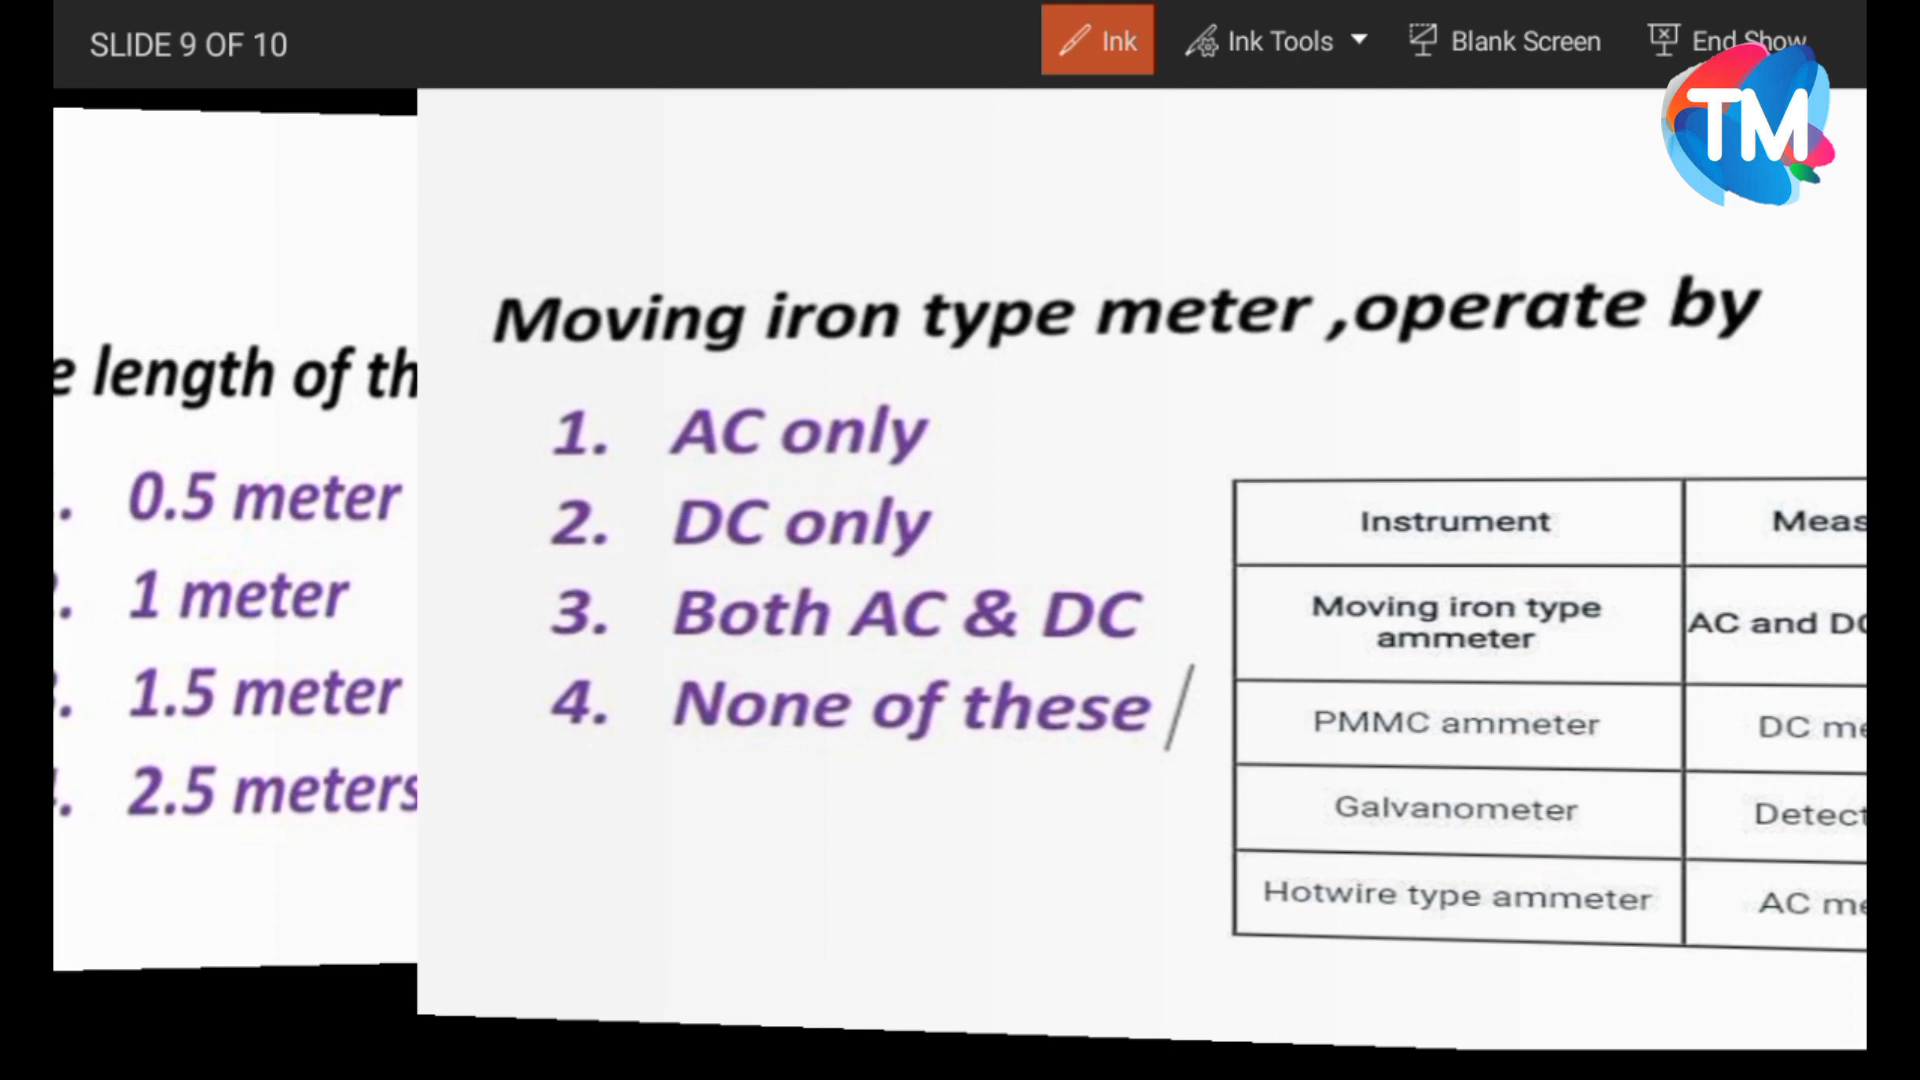 SLIDE 9 OF 10
Ink
Ink Tools
Blank Screen
End Show
TM
e length of th
0.5 meter
1 meter
1.5 meter
2.5 meters
Moving iron type meter ,operate by
1. AC only
2. DC only
3. Both AC & DC
4. None of these /
Instrument Meas
Moving iron type
ammeter
AC and DC
PMMC ammeter DC me
Galvanometer Detect
Hotwire type ammeter AC me